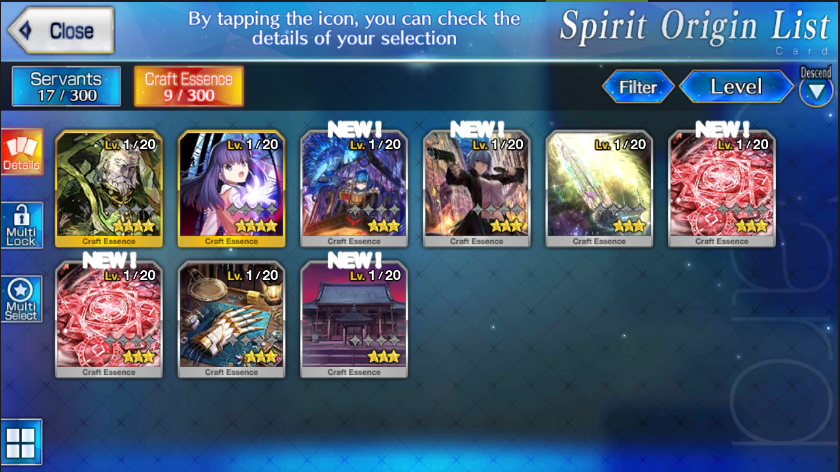 Close
By tapping the icon, you can check the
details of your selection
Spirit Origin List
Card
Servants
17 / 300
Craft Essence
9 / 300
Filter
Level
Descend
Details
Multi
Lock
Multi
Select
Lv. 1/20
Craft Essence
Lv. 1/20
Craft Essence
NEW!
Lv. 1/20
Craft Essence
NEW!
Lv. 1/20
Craft Essence
Lv. 1/20
Craft Essence
NEW!
Lv. 1/20
Craft Essence
NEW!
Lv. 1/20
Craft Essence
Lv. 1/20
Craft Essence
NEW!
Lv. 1/20
Craft Essence